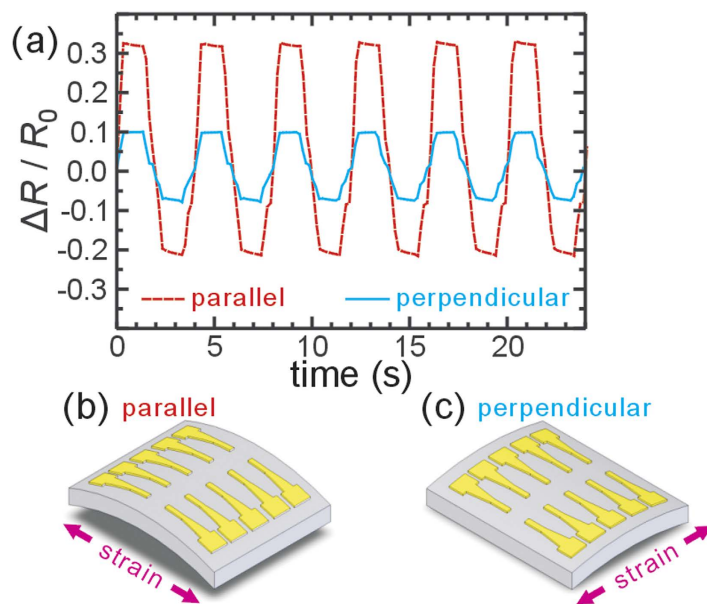 (a)
ΔR / R₀
0.3
0.2
0.1
0.0
-0.1
-0.2
-0.3
parallel
perpendicular
0 5 10 15 20
time (s)
(b) parallel
(c) perpendicular
strain
strain